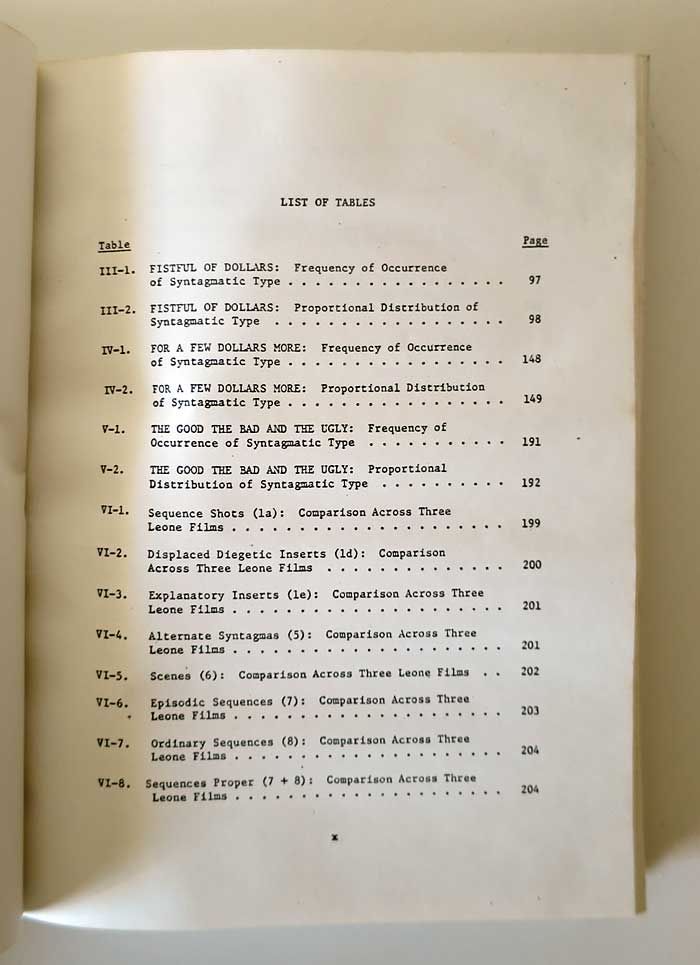 LIST OF TABLES
Table Page
III-1. FISTFUL OF DOLLARS: Frequency of Occurrence
of Syntagmatic Type . . . . . . . . . . . . . . . . . 97
III-2. FISTFUL OF DOLLARS: Proportional Distribution of
Syntagmatic Type . . . . . . . . . . . . . . . . . . 98
IV-1. FOR A FEW DOLLARS MORE: Frequency of Occurrence
of Syntagmatic Type . . . . . . . . . . . . . . . . . 148
IV-2. FOR A FEW DOLLARS MORE: Proportional Distribution
of Syntagmatic Type . . . . . . . . . . . . . . . . . 149
V-1. THE GOOD THE BAD AND THE UGLY: Frequency of
Occurrence of Syntagmatic Type . . . . . . . . . . . 191
V-2. THE GOOD THE BAD AND THE UGLY: Proportional
Distribution of Syntagmatic Type . . . . . . . . . . 192
VI-1. Sequence Shots (1a): Comparison Across Three
Leone Films . . . . . . . . . . . . . . . . . . . . . 199
VI-2. Displaced Diegetic Inserts (1d): Comparison
Across Three Leone Films . . . . . . . . . . . . . . 200
VI-3. Explanatory Inserts (1e): Comparison Across Three
Leone Films . . . . . . . . . . . . . . . . . . . . . 201
VI-4. Alternate Syntagmas (5): Comparison Across Three
Leone Films . . . . . . . . . . . . . . . . . . . . . 201
VI-5. Scenes (6): Comparison Across Three Leone Films . . 202
VI-6. Episodic Sequences (7): Comparison Across Three
Leone Films . . . . . . . . . . . . . . . . . . . . . 203
VI-7. Ordinary Sequences (8): Comparison Across Three
Leone Films . . . . . . . . . . . . . . . . . . . . . 204
VI-8. Sequences Proper (7 + 8): Comparison Across Three
Leone Films . . . . . . . . . . . . . . . . . . . . . 204
x